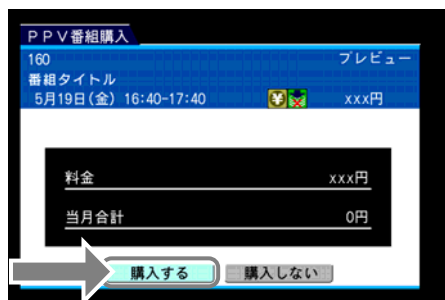 PPV番組購入
160 プレビュー
番組タイトル
5月19日(金) 16:40-17:40 ¥ xxx円
料金 xxx円
当月合計 0円
購入する 購入しない